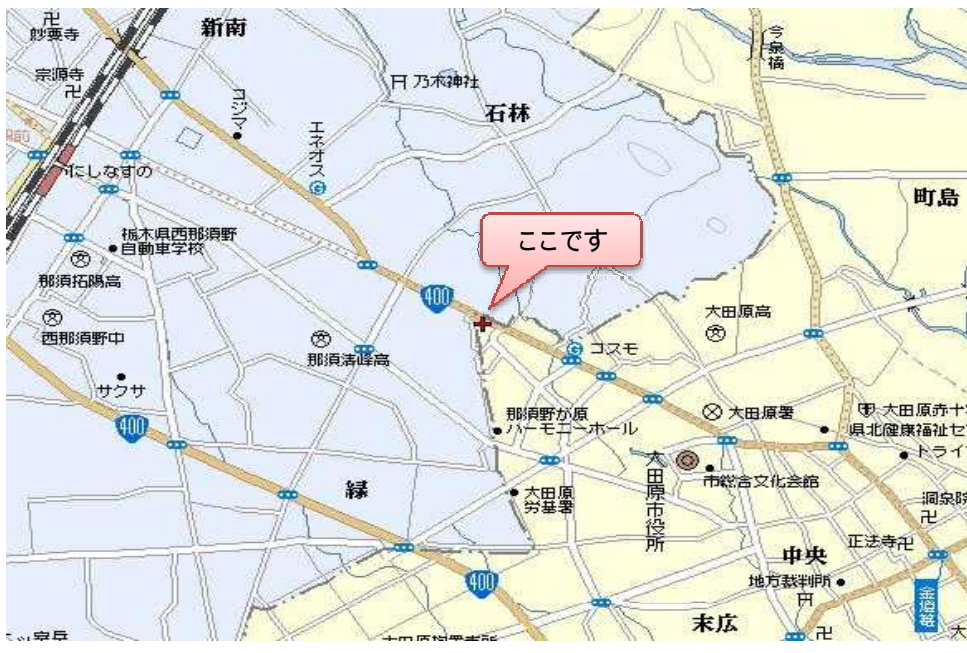 新南
妙雲寺
宗源寺
乃木神社
今泉橋
コジマ
石林
エネオス
にしなすの
町島
栃木県西那須野
自動車学校
ここです
那須拓陽高
400
大田原高
西那須野中
コスモ
那須清峰高
サクサ
400
那須野が原
ハーモニーホール
大田原署
大田原赤十
県北健康福祉セ
トライ
大田原市役所
市総合文化会館
緑
大田原
労基署
洞泉院
正法寺
中央
400
地方裁判所
金燈籠
末広